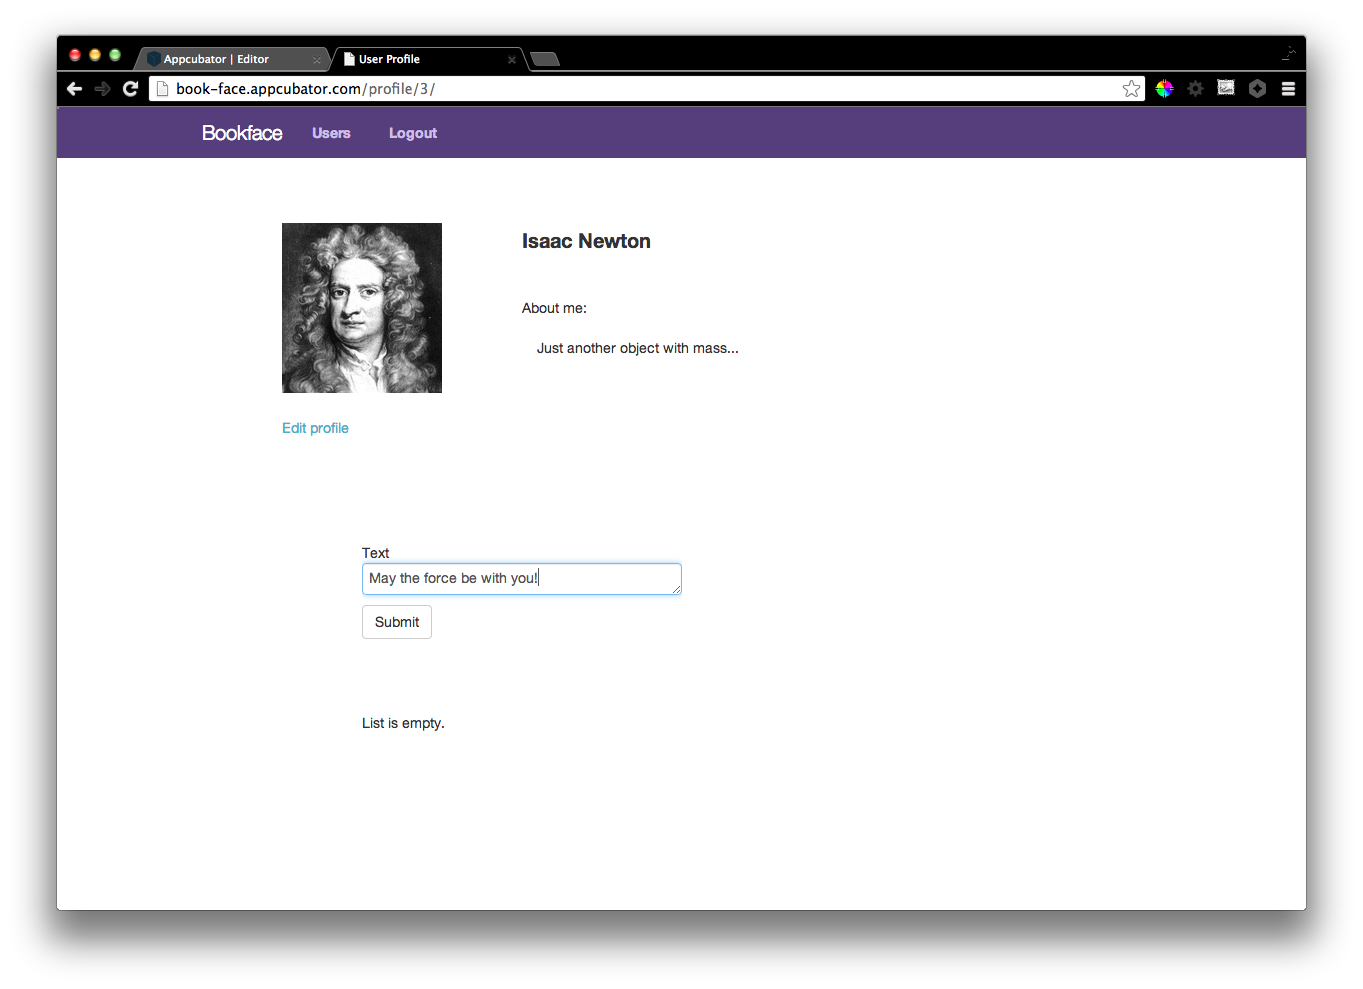 Appcubator | Editor
User Profile
book-face.appcubator.com/profile/3/
Bookface Users Logout
Isaac Newton
About me:
Just another object with mass...
Edit profile
Text
May the force be with you!
Submit
List is empty.